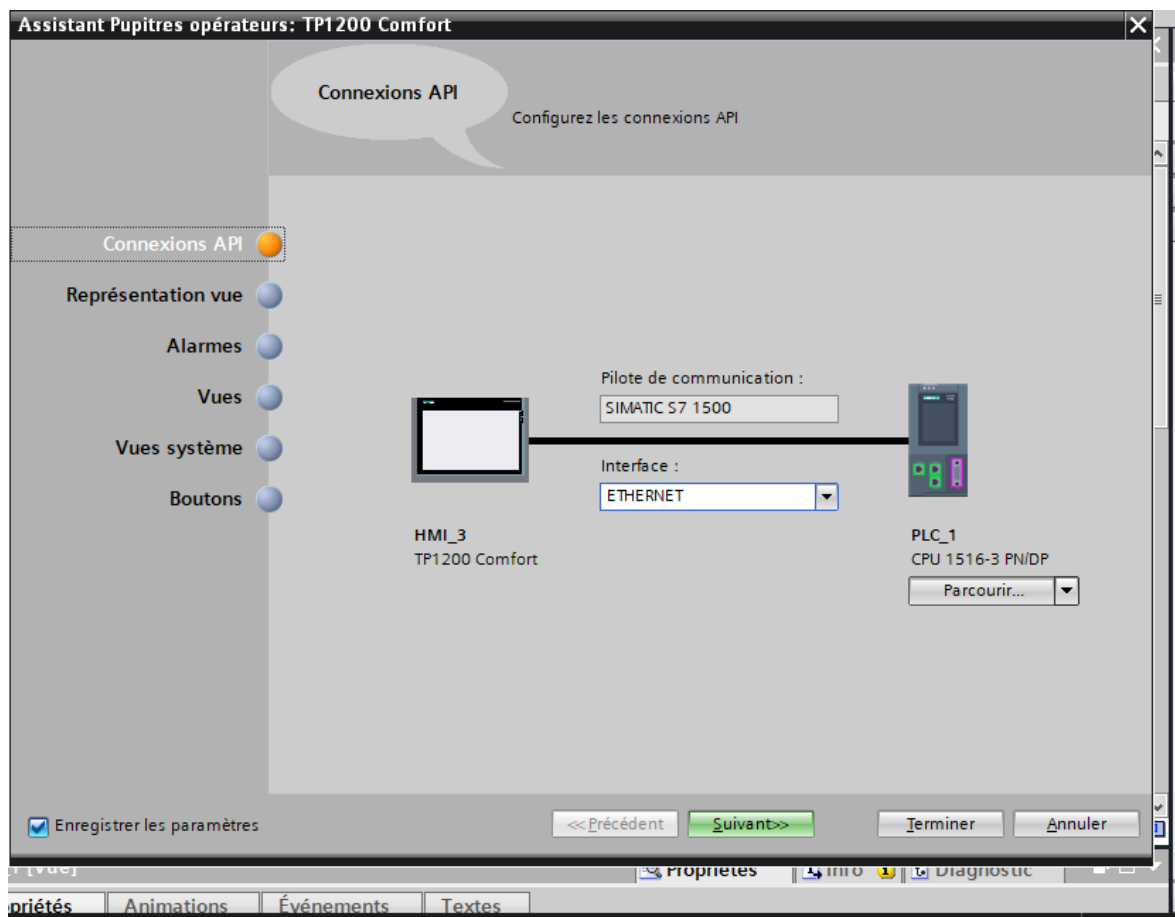 Assistant Pupitres opérateurs: TP1200 Comfort
Connexions API
Configurez les connexions API
Connexions API
Représentation vue
Alarmes
Vues
Vues système
Boutons
Pilote de communication :
SIMATIC S7 1500
Interface :
ETHERNET
HMI_3
TP1200 Comfort
PLC_1
CPU 1516-3 PN/DP
Parcourir...
Enregistrer les paramètres
<<Précédent
Suivant>>
Terminer
Annuler
[Vue]
Propriétés
Info
Diagnostic
opriétés
Animations
Événements
Textes